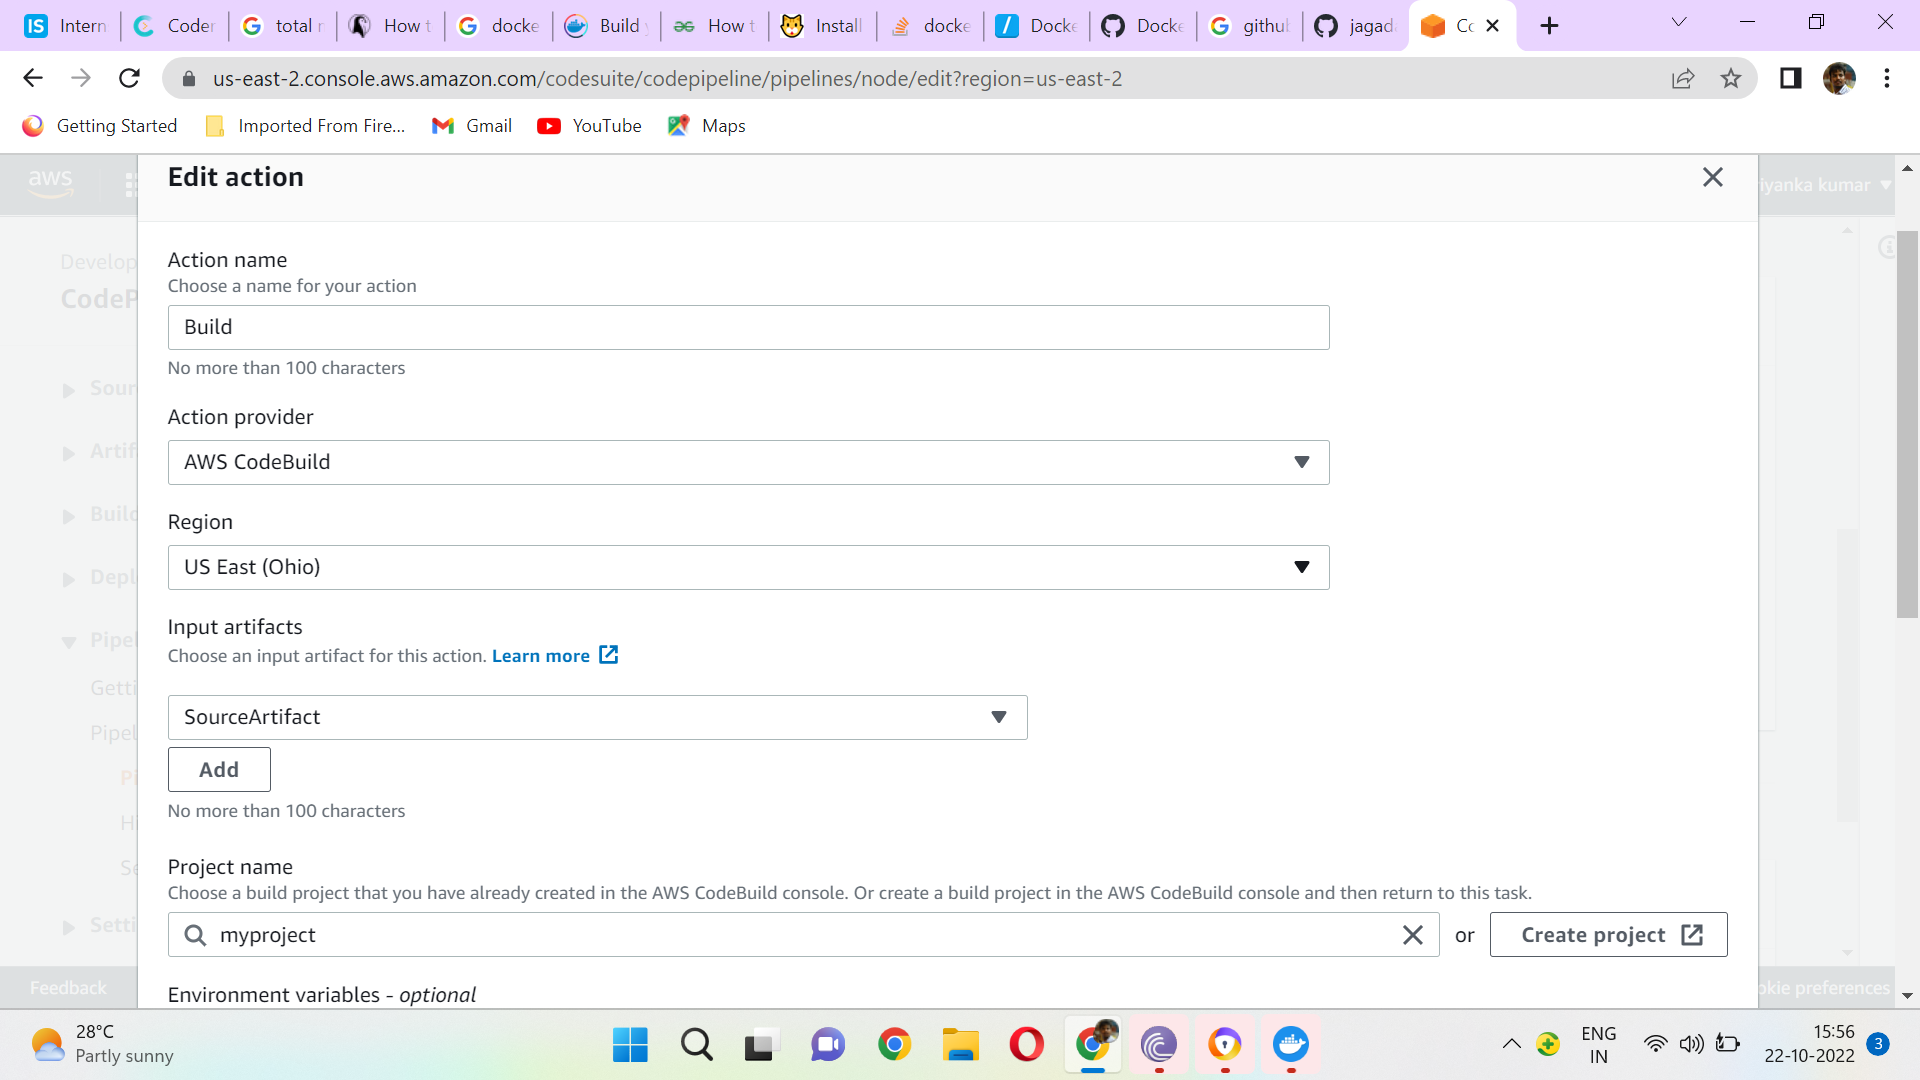 Intern
Coder
total r
How t
docke
Build y
How t
Install
docke
Docke
Docke
github
jagada
Co
us-east-2.console.aws.amazon.com/codesuite/codepipeline/pipelines/node/edit?region=us-east-2
Getting Started
Imported From Fire...
Gmail
YouTube
Maps
aws
Edit action
riyanka kumar
Develop
CodeP
Sour
Artif
Build
Depl
Pipel
Getti
Pipel
Pi
Hi
Se
Setti
Action name
Choose a name for your action
Build
No more than 100 characters
Action provider
AWS CodeBuild
Region
US East (Ohio)
Input artifacts
Choose an input artifact for this action. Learn more
SourceArtifact
Add
No more than 100 characters
Project name
Choose a build project that you have already created in the AWS CodeBuild console. Or create a build project in the AWS CodeBuild console and then return to this task.
myproject
or
Create project
Environment variables - optional
Feedback
okie preferences
28°C
Partly sunny
ENG
IN
15:56
22-10-2022
3